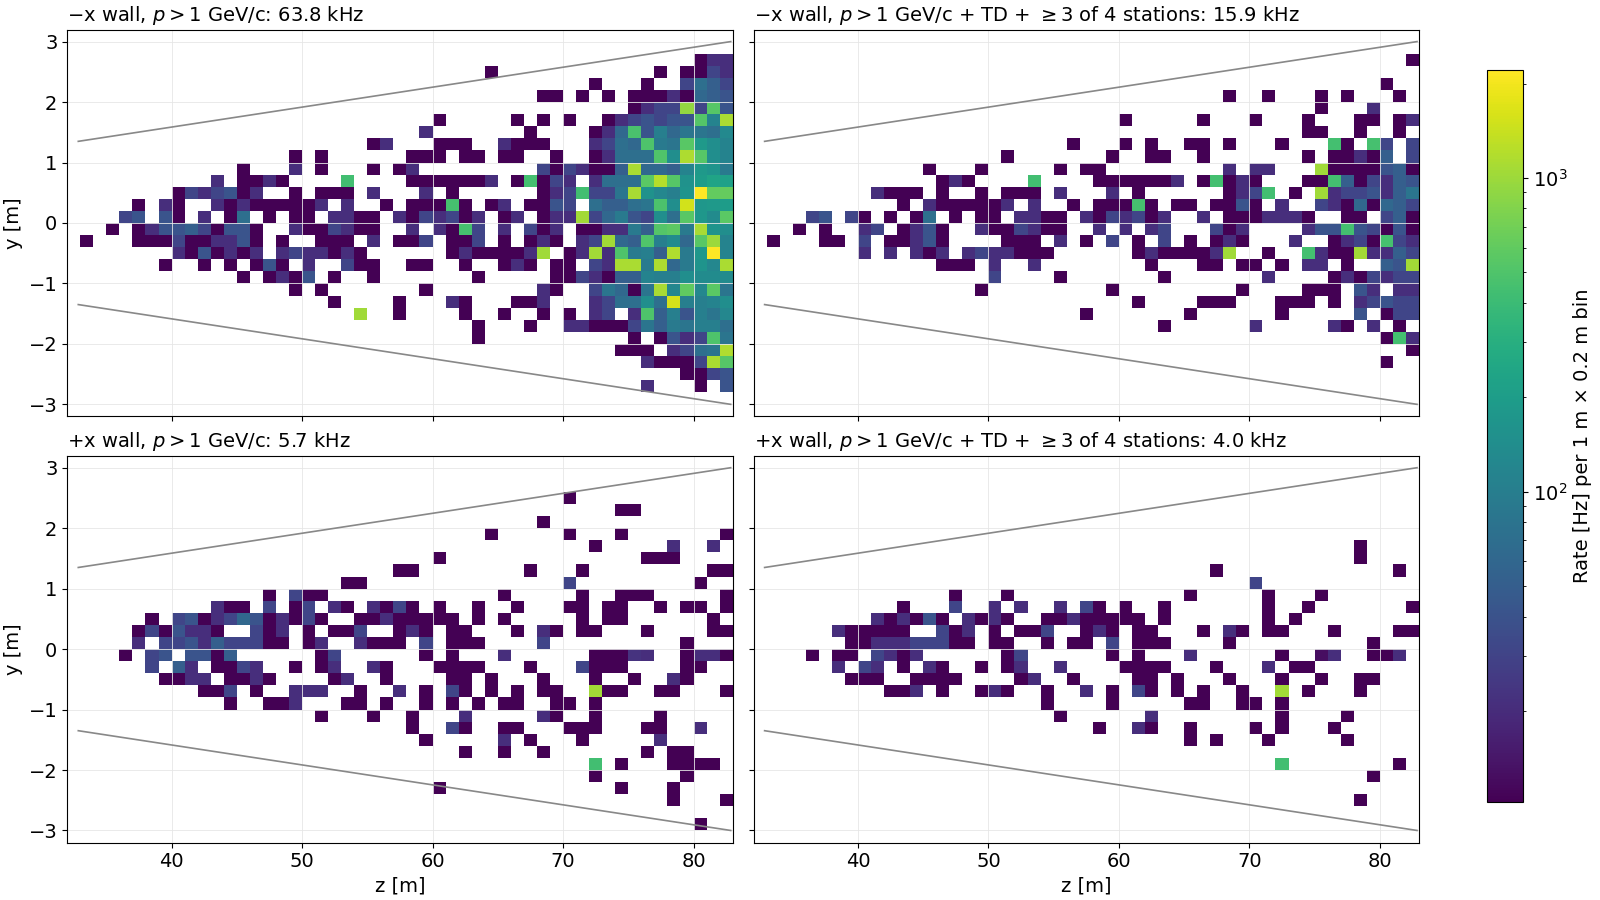 −x wall, p > 1 GeV/c: 63.8 kHz
−x wall, p > 1 GeV/c + TD + ≥3 of 4 stations: 15.9 kHz
3
2
1
0
−1
−2
−3
y [m]
+x wall, p > 1 GeV/c: 5.7 kHz
+x wall, p > 1 GeV/c + TD + ≥3 of 4 stations: 4.0 kHz
3
2
1
0
−1
−2
−3
y [m]
40 50 60 70 80
z [m]
40 50 60 70 80
z [m]
10³
10²
Rate [Hz] per 1 m × 0.2 m bin